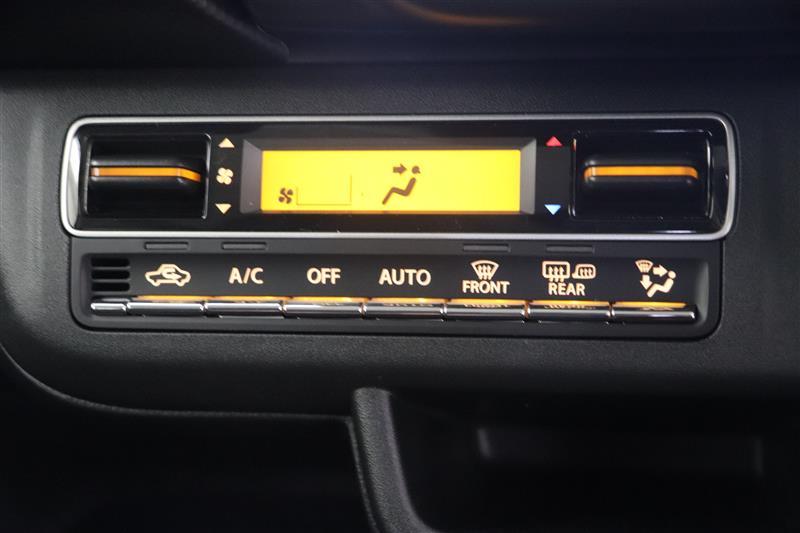 A/C OFF AUTO FRONT REAR